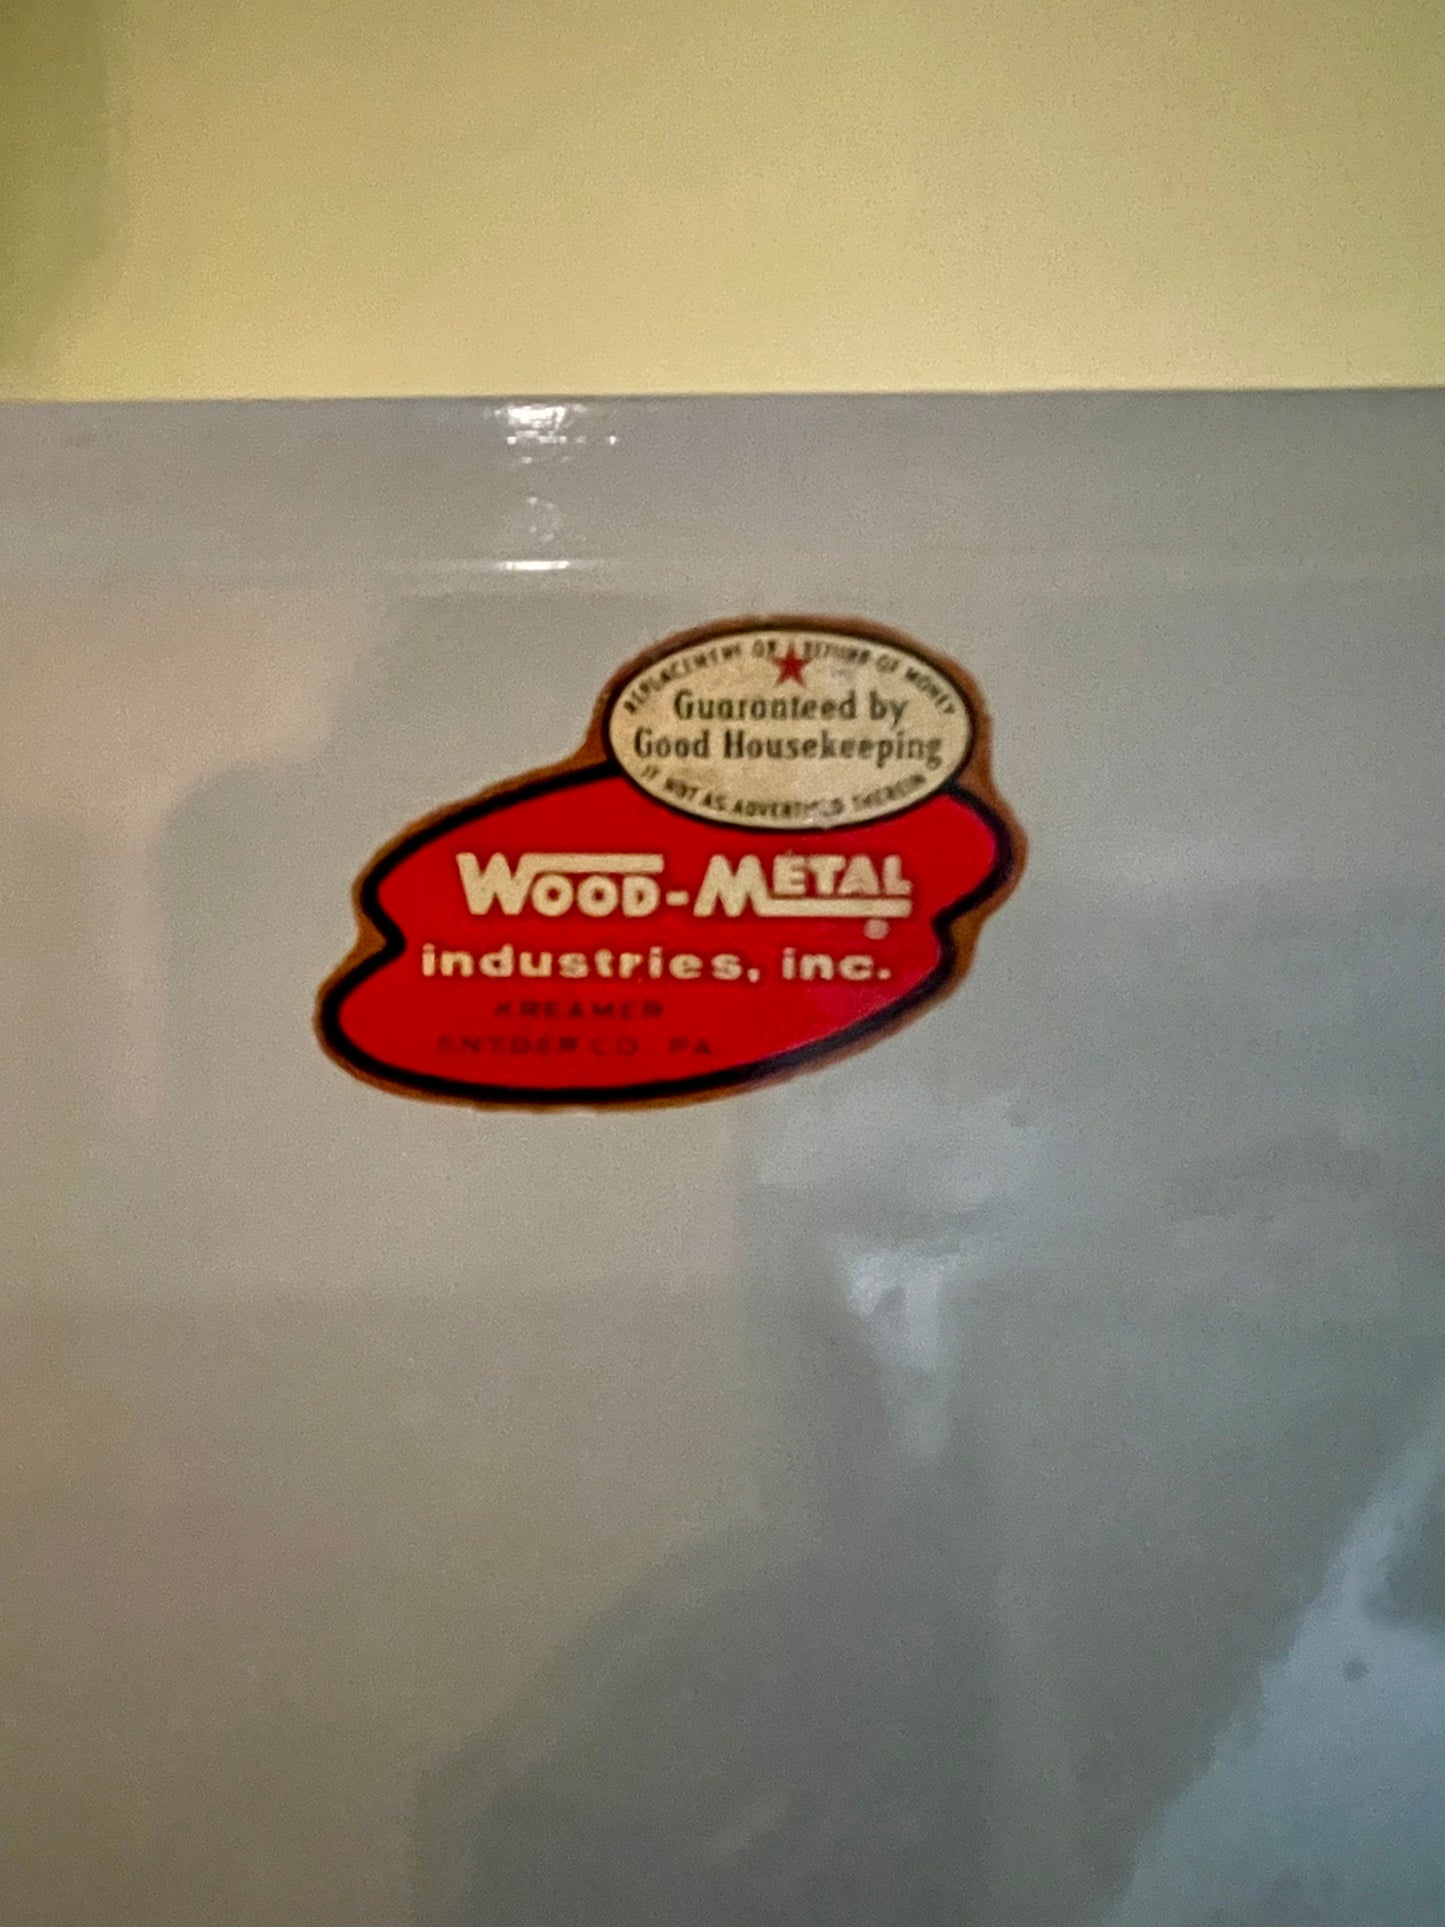 REPLACEMENT OR RETURN OF MONEY
Guaranteed by
Good Housekeeping
IF NOT AS ADVERTISED THEREIN
WOOD-METAL
®
industries, inc.
KREAMER
SNYDER CO. PA.